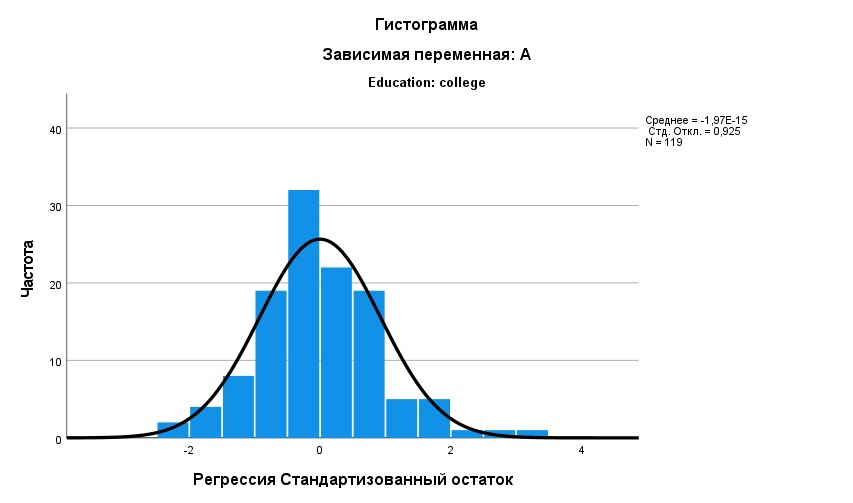 Гистограмма
Зависимая переменная: A
Education: college
Среднее = -1,97E-15
Стд. Откл. = 0,925
N = 119
Частота
40
30
20
10
0
-2
0
2
4
Регрессия Стандартизованный остаток